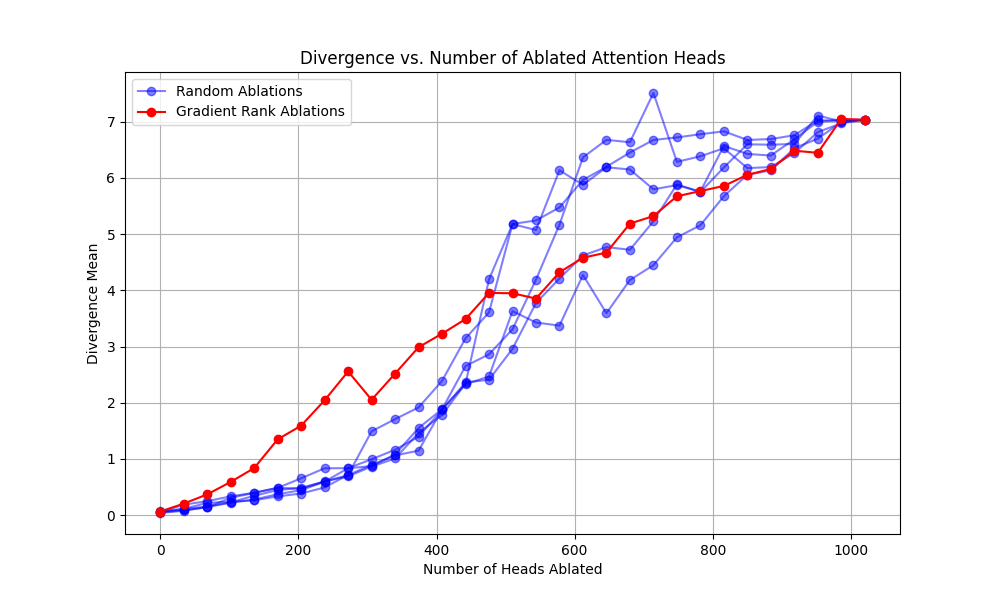 Divergence vs. Number of Ablated Attention Heads
Random Ablations
Gradient Rank Ablations
Divergence Mean
7
6
5
4
3
2
1
0
0 200 400 600 800 1000
Number of Heads Ablated